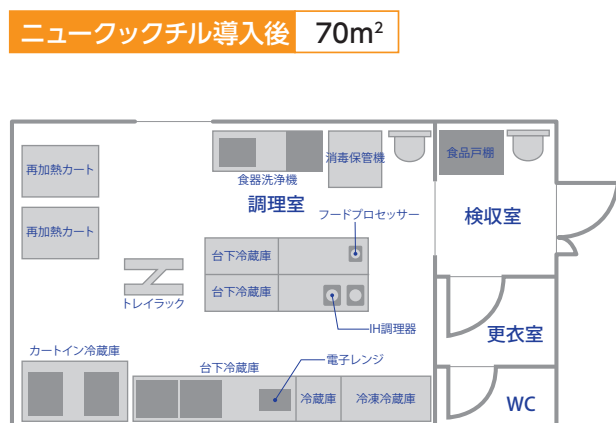 ニュークックチル導入後 70m²
再加熱カート
消毒保管機
食品戸棚
食器洗浄機
調理室
フードプロセッサー
検収室
再加熱カート
台下冷蔵庫
台下冷蔵庫
トレイラック
IH調理器
更衣室
カートイン冷蔵庫
台下冷蔵庫
電子レンジ
冷蔵庫
冷凍冷蔵庫
WC